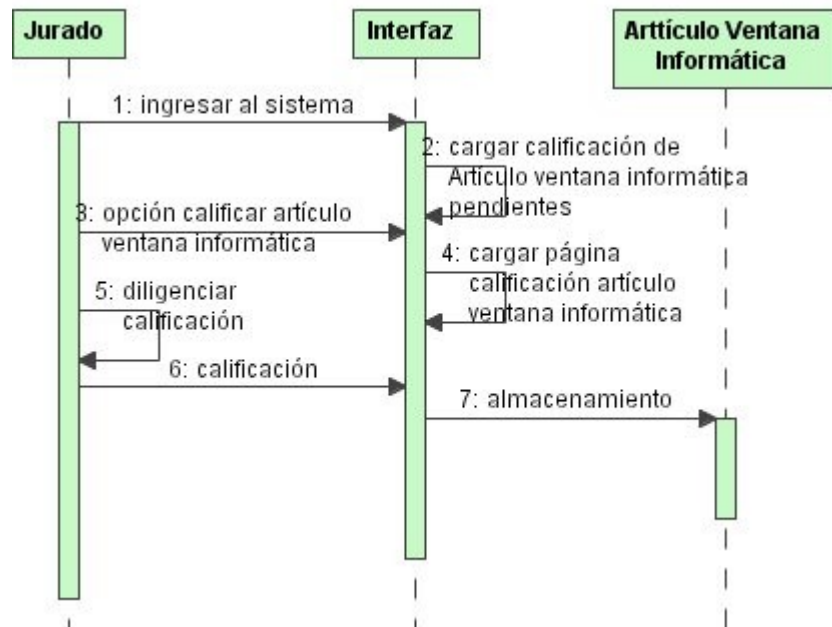 Jurado
Interfaz
Arttículo Ventana
Informática
1: ingresar al sistema
2: cargar calificación de
Artículo ventana informática
pendientes
3: opción calificar artículo
ventana informática
4: cargar página
calificación artículo
ventana informática
5: diligenciar
calificación
6: calificación
7: almacenamiento